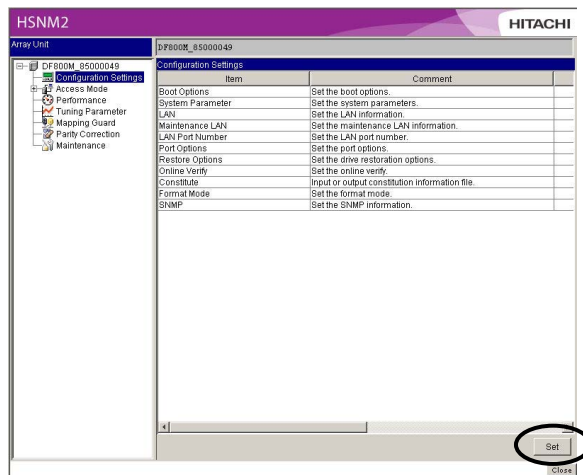 HSNM2
HITACHI
Array Unit
DF800M_85000049
DF800M_85000049
Configuration Settings
Access Mode
Performance
Tuning Parameter
Mapping Guard
Parity Correction
Maintenance
Configuration Settings
Item Comment
Boot Options Set the boot options.
System Parameter Set the system parameters.
LAN Set the LAN information.
Maintenance LAN Set the maintenance LAN information.
LAN Port Number Set the LAN port number.
Port Options Set the port options.
Restore Options Set the drive restoration options.
Online Verify Set the online verify.
Constitute Input or output constitution information file.
Format Mode Set the format mode.
SNMP Set the SNMP information.
Set
Close